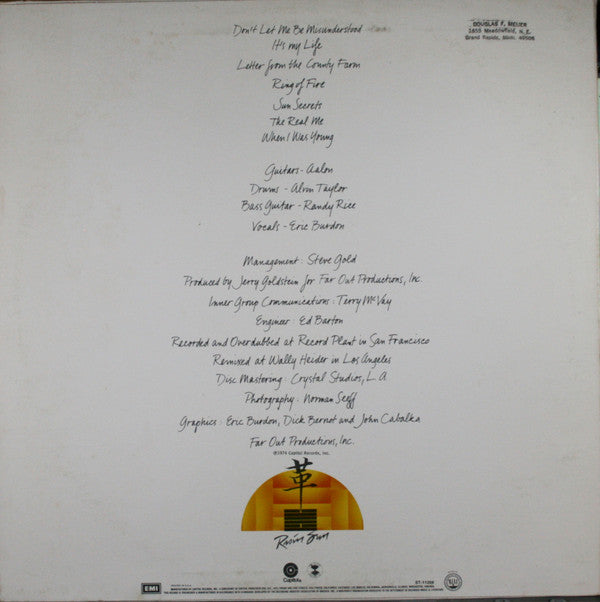 DOUGLAS F. MEIJER
Grand Rapids, Mich. 49505
Don't Let Me Be Misunderstood
It's my Life
Letter from the County Farm
Ring of Fire
Sun Secrets
The Real Me
When I Was Young
Guitars - Aalon
Drums - Alvin Taylor
Bass Guitar - Randy Rice
Vocals - Eric Burdon
Management: Steve Gold
Produced by Jerry Goldstein for Far Out Productions, Inc.
Inner Group Communications: Terry McVay
Engineer: Ed Barton
Recorded and Overdubbed at Record Plant in San Francisco
Remixed at Wally Heider in Los Angeles
Disc Mastering: Crystal Studios, L.A
Photography: Norman Seeff
Graphics: Eric Burdon, Dick Barnet and John Cabalka
Far Out Productions, Inc.
℗1974 Capitol Records, Inc.
革
Risin Sun
Capitol®
EMI
ST-11359